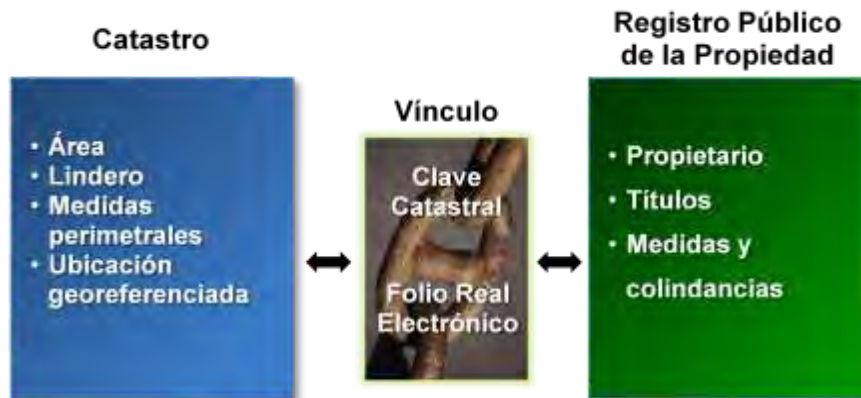 Catastro
• Área
• Lindero
• Medidas
perimetrales
• Ubicación
georeferenciada
Vínculo
Clave
Catastral
Folio Real
Electrónico
Registro Público
de la Propiedad
• Propietario
• Títulos
• Medidas y
colindancias